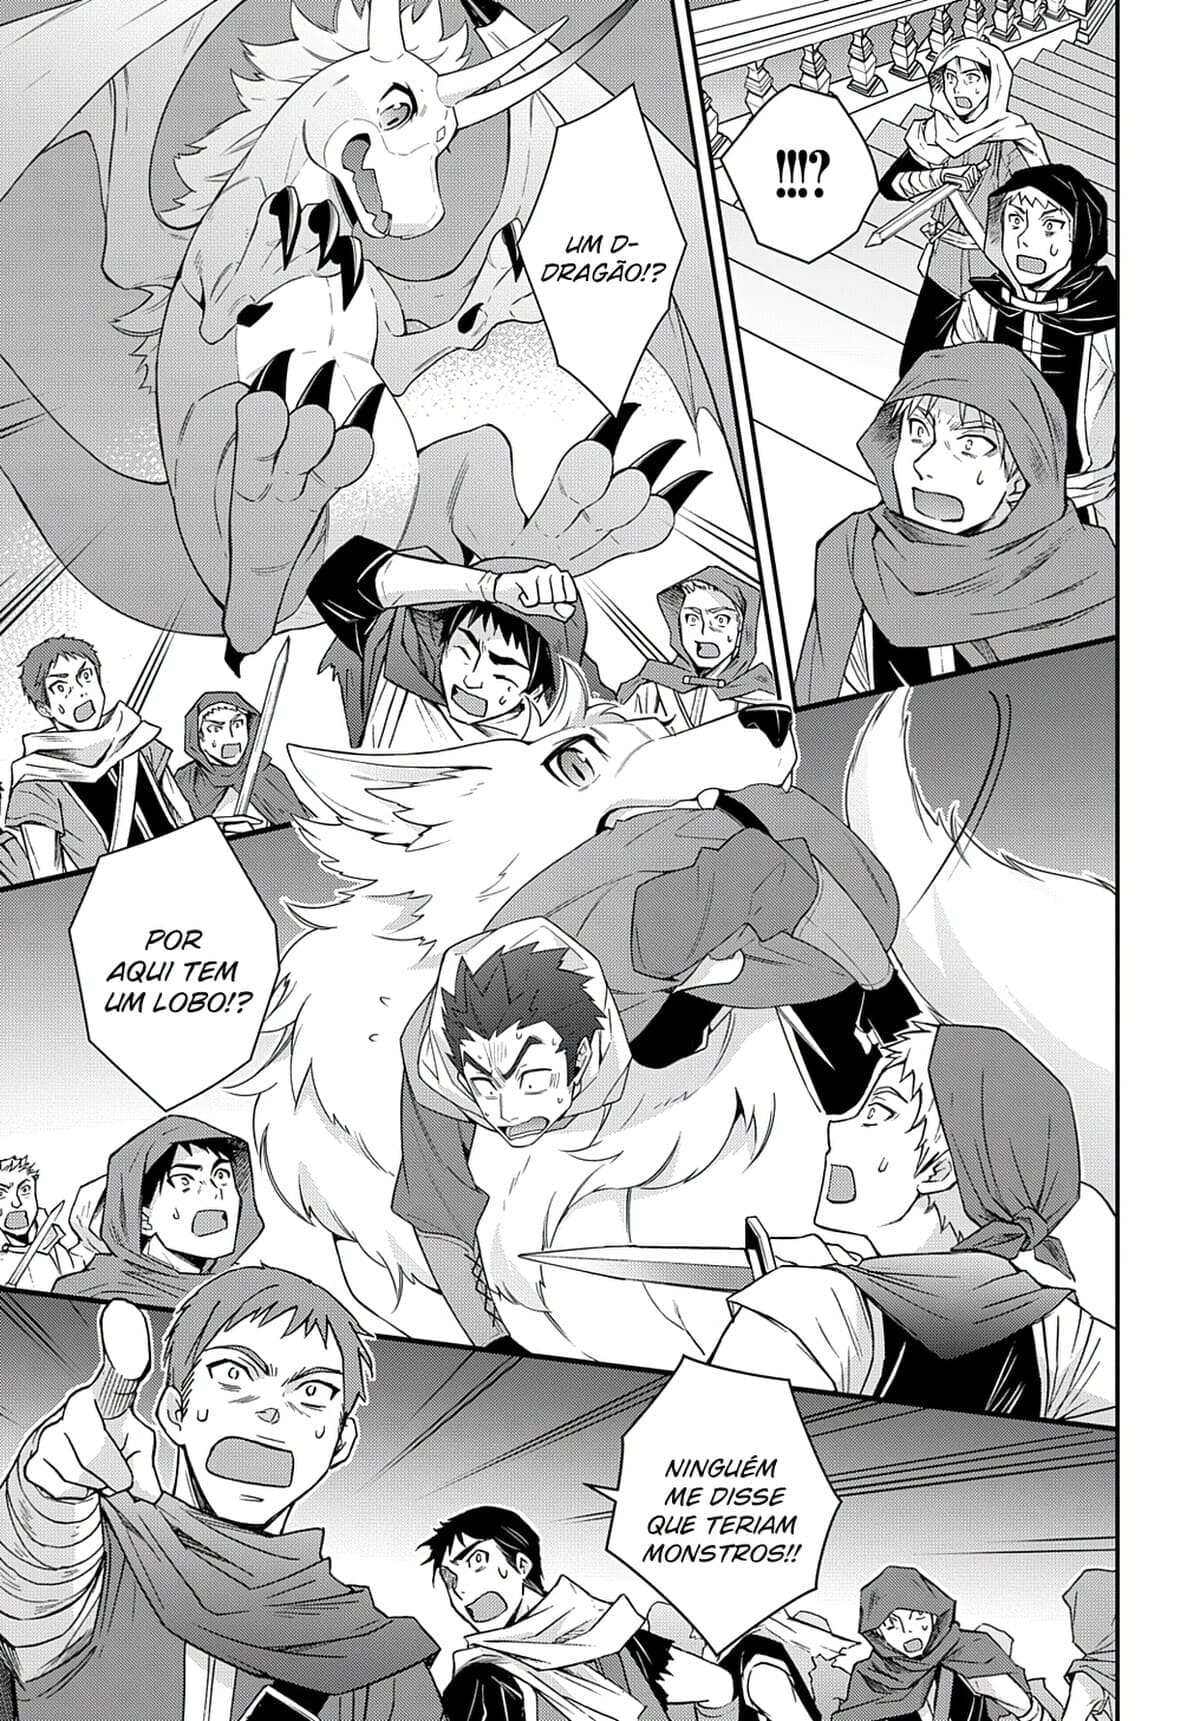 !!!!?
UM D-
DRAGÃO!?
POR
AQUI TEM
UM LOBO!?
NINGUÉM
ME DISSE
QUE TERIAM
MONSTROS!!